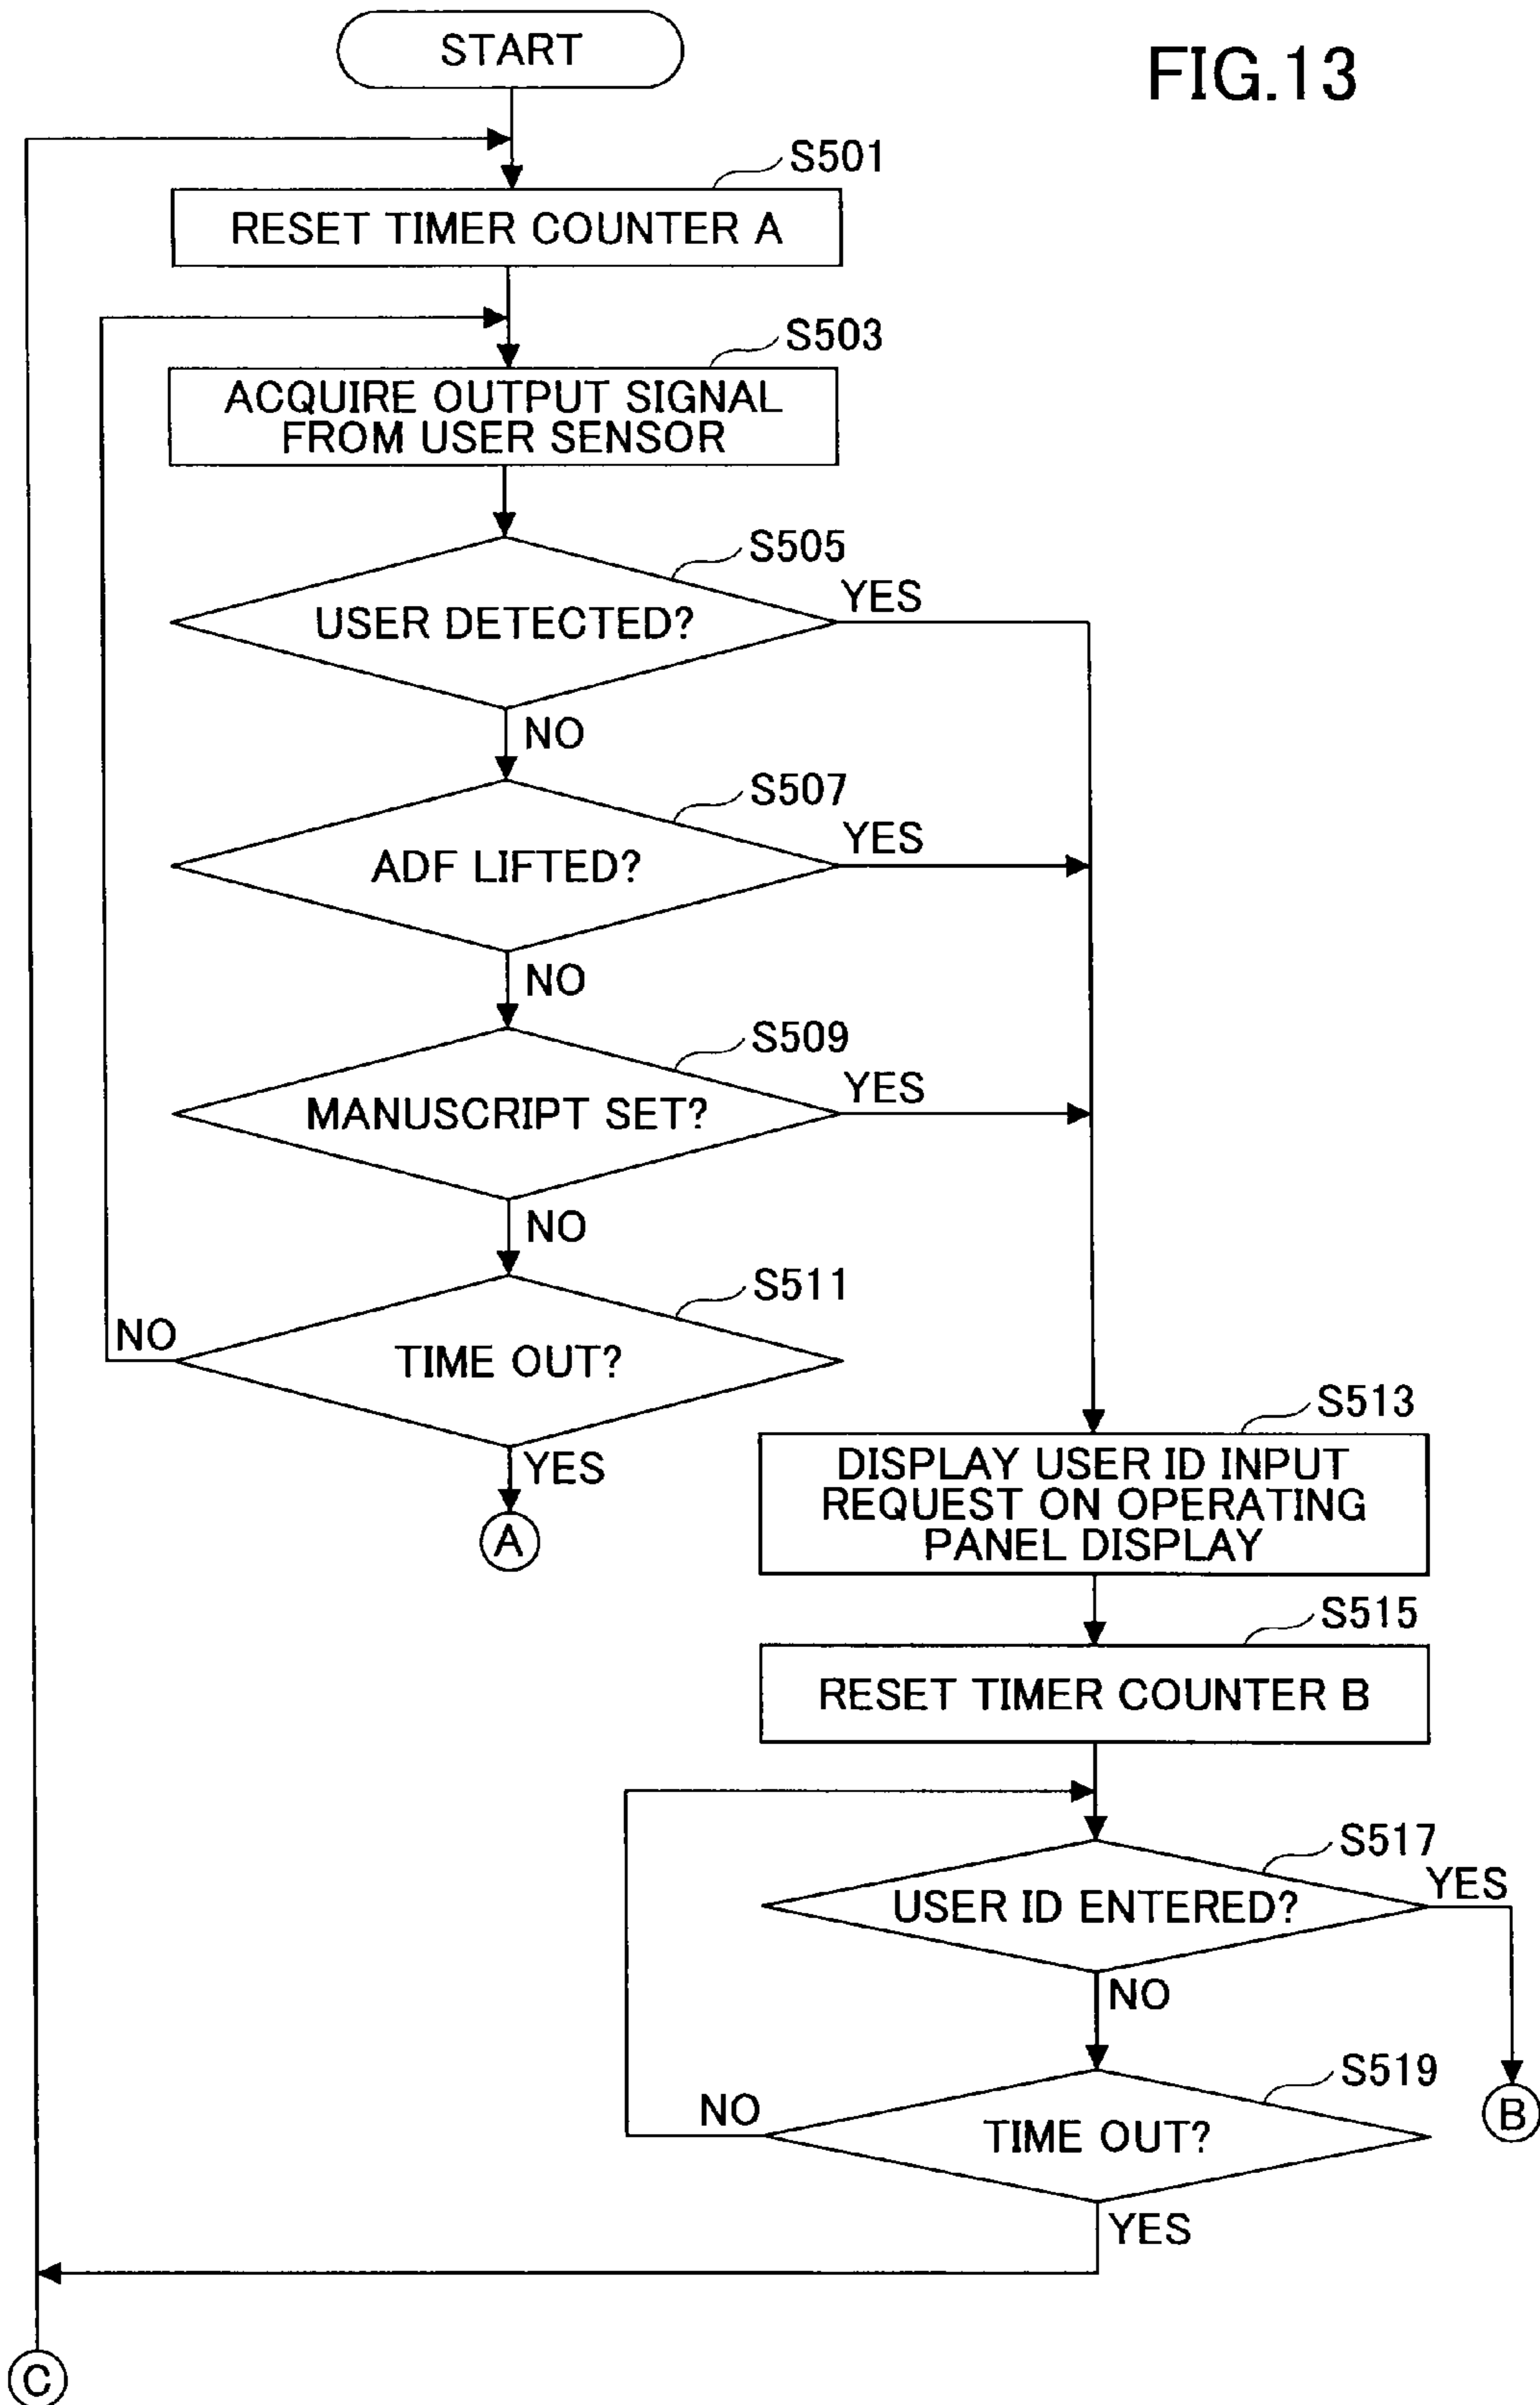 FIG.13
START
S501
RESET TIMER COUNTER A
S503
ACQUIRE OUTPUT SIGNAL
FROM USER SENSOR
S505
USER DETECTED?
YES
NO
S507
ADF LIFTED?
YES
NO
S509
MANUSCRIPT SET?
YES
NO
S511
TIME OUT?
NO
YES
A
S513
DISPLAY USER ID INPUT
REQUEST ON OPERATING
PANEL DISPLAY
S515
RESET TIMER COUNTER B
S517
USER ID ENTERED?
YES
NO
B
S519
TIME OUT?
NO
YES
C